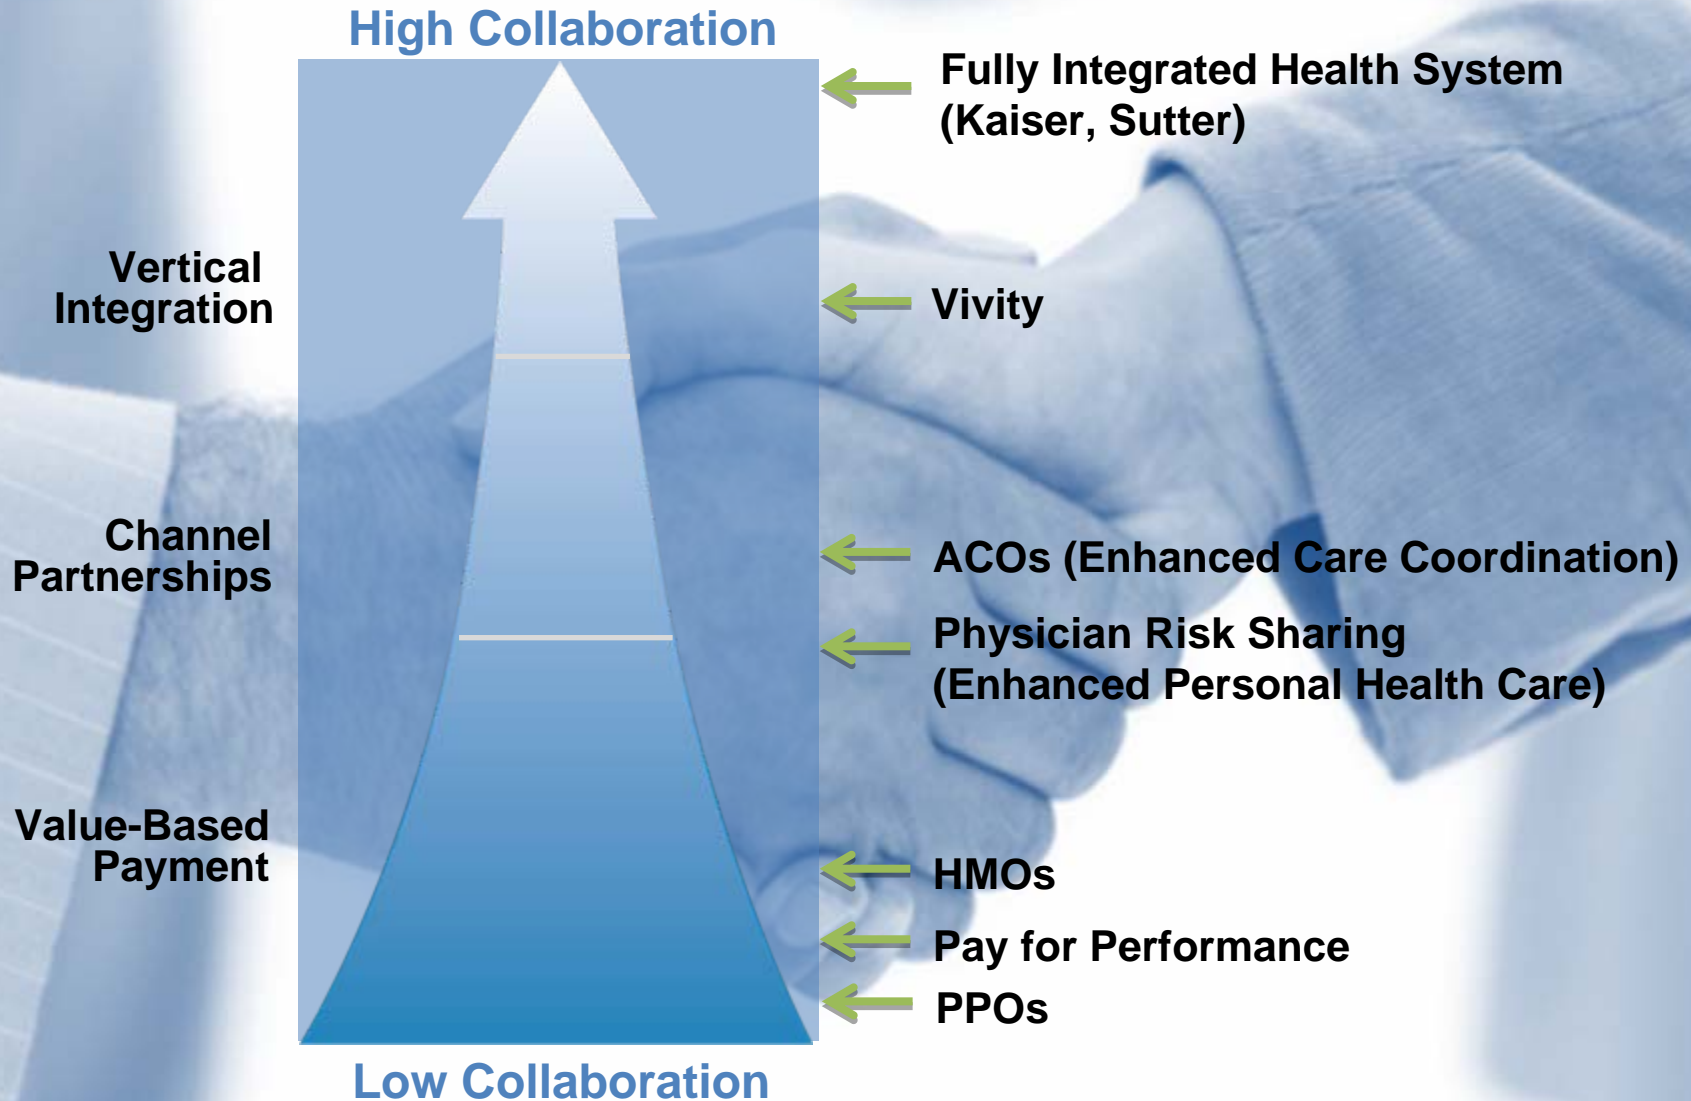 High Collaboration
Fully Integrated Health System
(Kaiser, Sutter)
Vertical
Integration
Vivity
Channel
Partnerships
ACOs (Enhanced Care Coordination)
Physician Risk Sharing
(Enhanced Personal Health Care)
Value-Based
Payment
HMOs
Pay for Performance
PPOs
Low Collaboration